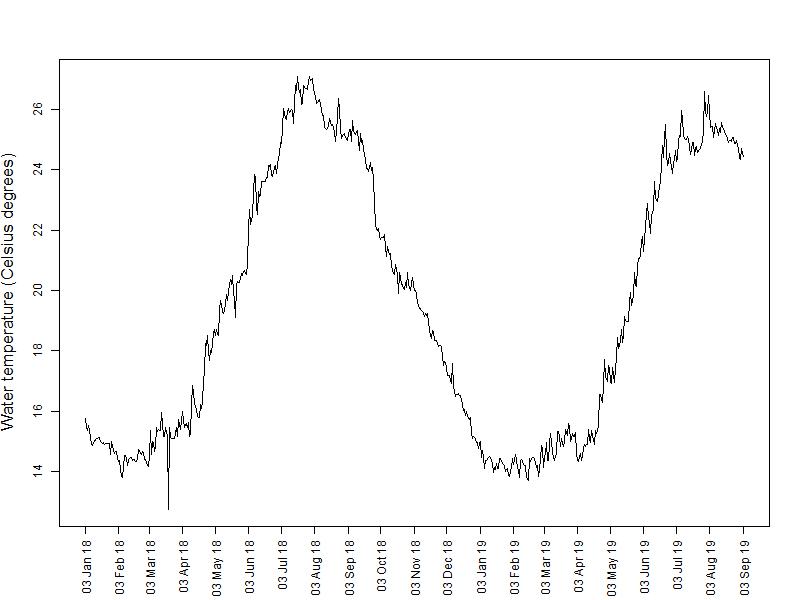 Water temperature (Celsius degrees)
26
24
22
20
18
16
14
03 Jan 18
03 Feb 18
03 Mar 18
03 Apr 18
03 May 18
03 Jun 18
03 Jul 18
03 Aug 18
03 Sep 18
03 Oct 18
03 Nov 18
03 Dec 18
03 Jan 19
03 Feb 19
03 Mar 19
03 Apr 19
03 May 19
03 Jun 19
03 Jul 19
03 Aug 19
03 Sep 19